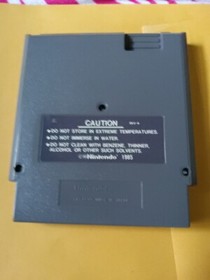 CAUTION
•DO NOT STORE IN EXTREME TEMPERATURES.
•DO NOT IMMERSE IN WATER.
•DO NOT CLEAN WITH BENZENE, THINNER,
ALCOHOL OR OTHER SUCH SOLVENTS.
Nintendo 1985